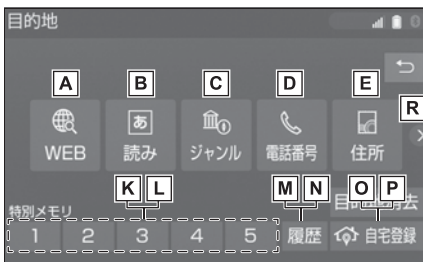 目的地
A B C D E R
あ
WEB 読み ジャンル 電話番号 住所
K L M N O P
特別メモリ
目的地消去
1 2 3 4 5 履歴 自宅登録